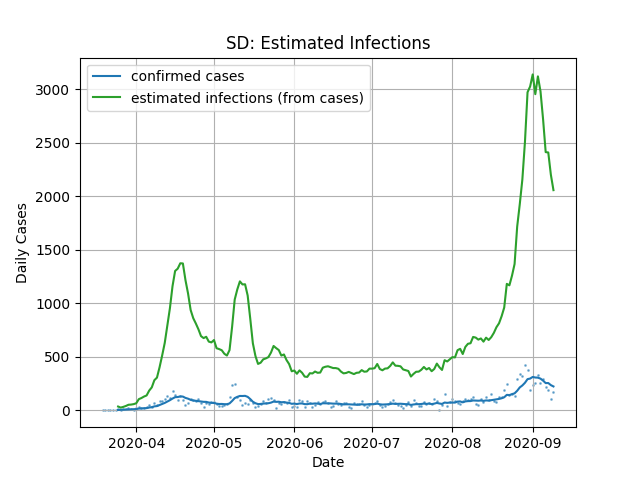 SD: Estimated Infections
confirmed cases
estimated infections (from cases)
Daily Cases
3000
2500
2000
1500
1000
500
0
2020-04
2020-05
2020-06
2020-07
2020-08
2020-09
Date